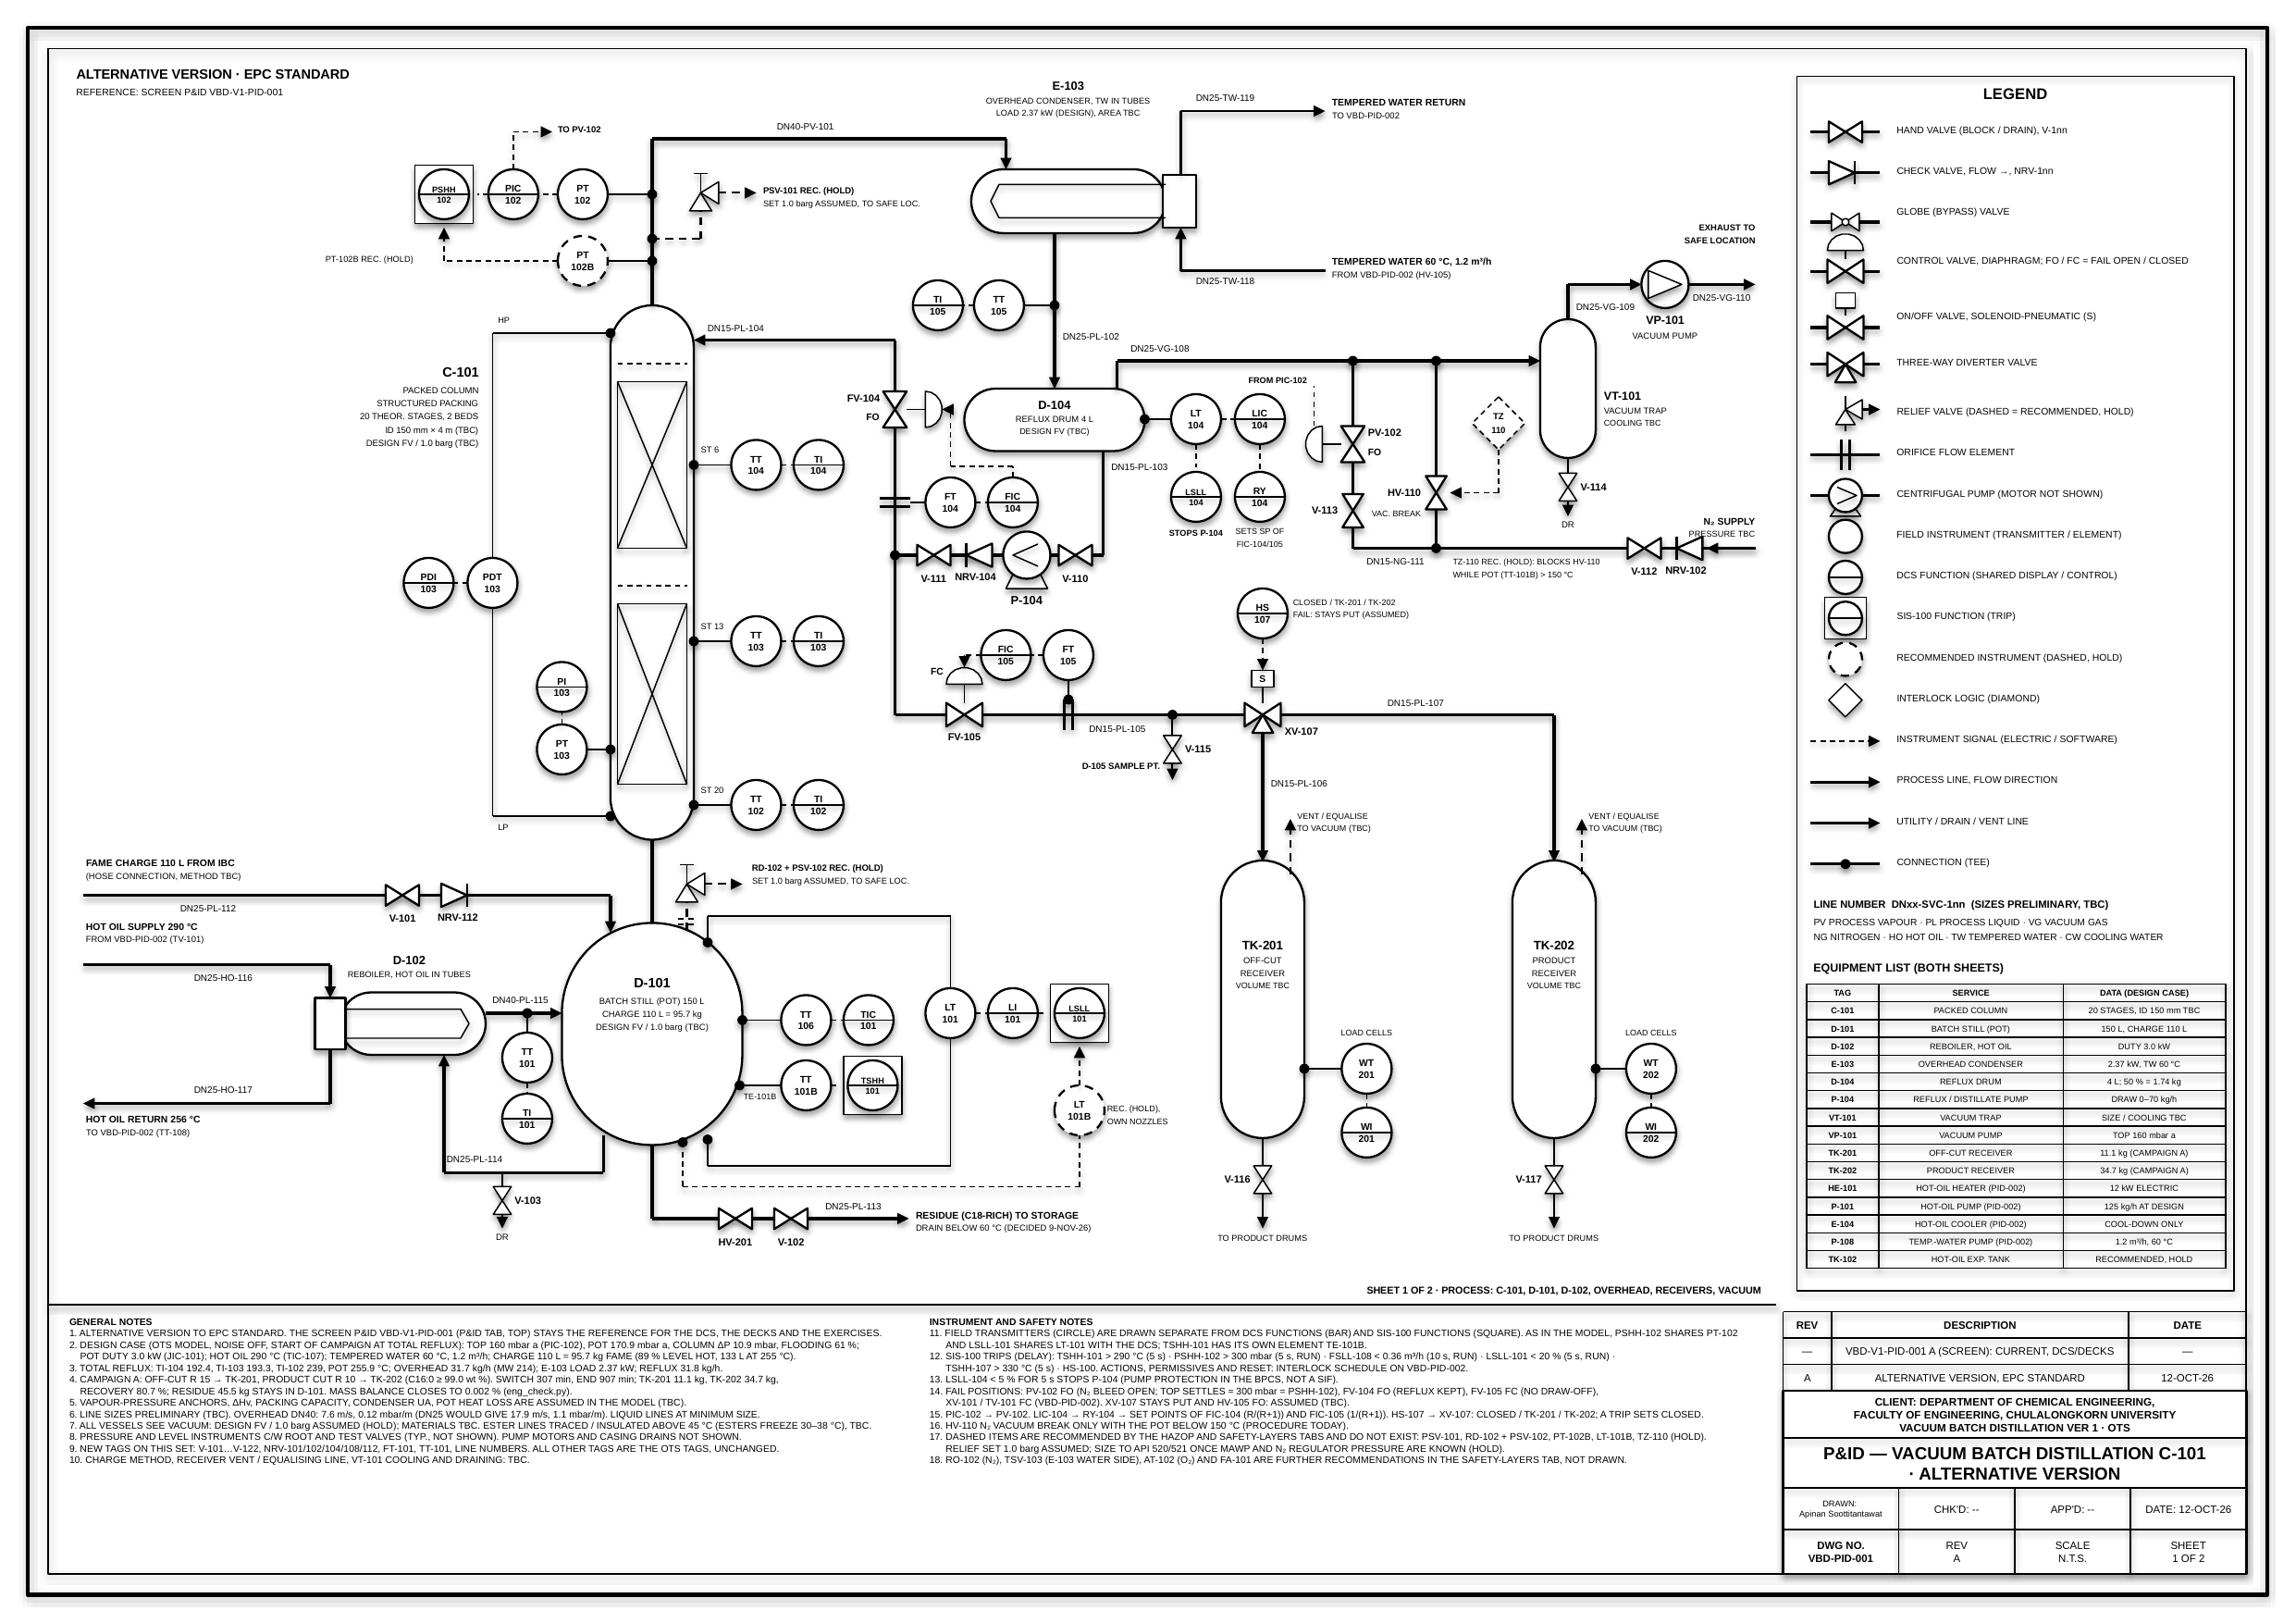 ALTERNATIVE VERSION · EPC STANDARD
REFERENCE: SCREEN P&ID VBD-V1-PID-001
E-103
OVERHEAD CONDENSER, TW IN TUBES
LOAD 2.37 kW (DESIGN), AREA TBC
DN25-TW-119
TEMPERED WATER RETURN
TO VBD-PID-002
TO PV-102
DN40-PV-101
PSHH
102
PIC
102
PT
102
PSV-101 REC. (HOLD)
SET 1.0 barg ASSUMED, TO SAFE LOC.
PT-102B REC. (HOLD)
PT
102B
EXHAUST TO
SAFE LOCATION
TEMPERED WATER 60 °C, 1.2 m³/h
FROM VBD-PID-002 (HV-105)
DN25-TW-118
TI
105
TT
105
DN25-VG-109
DN25-VG-110
VP-101
VACUUM PUMP
HP
DN15-PL-104
DN25-PL-102
DN25-VG-108
C-101
PACKED COLUMN
STRUCTURED PACKING
20 THEOR. STAGES, 2 BEDS
ID 150 mm × 4 m (TBC)
DESIGN FV / 1.0 barg (TBC)
FV-104
FO
D-104
REFLUX DRUM 4 L
DESIGN FV (TBC)
FROM PIC-102
LT
104
LIC
104
PV-102
FO
TZ
110
VT-101
VACUUM TRAP
COOLING TBC
ST 6
TT
104
TI
104
DN15-PL-103
FT
104
FIC
104
LSLL
104
RY
104
STOPS P-104
SETS SP OF
FIC-104/105
V-113
HV-110
VAC. BREAK
V-114
DR
N₂ SUPPLY
PRESSURE TBC
V-111
NRV-104
V-110
P-104
DN15-NG-111
TZ-110 REC. (HOLD): BLOCKS HV-110
WHILE POT (TT-101B) > 150 °C
V-112
NRV-102
PDI
103
PDT
103
HS
107
CLOSED / TK-201 / TK-202
FAIL: STAYS PUT (ASSUMED)
ST 13
TT
103
TI
103
FC
FIC
105
FT
105
S
PI
103
PT
103
FV-105
DN15-PL-105
V-115
D-105 SAMPLE PT.
XV-107
DN15-PL-107
DN15-PL-106
ST 20
TT
102
TI
102
LP
VENT / EQUALISE
TO VACUUM (TBC)
VENT / EQUALISE
TO VACUUM (TBC)
FAME CHARGE 110 L FROM IBC
(HOSE CONNECTION, METHOD TBC)
DN25-PL-112
V-101
NRV-112
RD-102 + PSV-102 REC. (HOLD)
SET 1.0 barg ASSUMED, TO SAFE LOC.
HOT OIL SUPPLY 290 °C
FROM VBD-PID-002 (TV-101)
DN25-HO-116
D-102
REBOILER, HOT OIL IN TUBES
DN40-PL-115
D-101
BATCH STILL (POT) 150 L
CHARGE 110 L = 95.7 kg
DESIGN FV / 1.0 barg (TBC)
TT
101
TI
101
TT
106
TIC
101
TT
101B
TSHH
101
TE-101B
LT
101
LI
101
LSLL
101
LT
101B
REC. (HOLD),
OWN NOZZLES
TK-201
OFF-CUT
RECEIVER
VOLUME TBC
TK-202
PRODUCT
RECEIVER
VOLUME TBC
LOAD CELLS
WT
201
WI
201
LOAD CELLS
WT
202
WI
202
DN25-HO-117
HOT OIL RETURN 256 °C
TO VBD-PID-002 (TT-108)
DN25-PL-114
V-103
DR
DN25-PL-113
HV-201
V-102
RESIDUE (C18-RICH) TO STORAGE
DRAIN BELOW 60 °C (DECIDED 9-NOV-26)
V-116
V-117
TO PRODUCT DRUMS
TO PRODUCT DRUMS
SHEET 1 OF 2 · PROCESS: C-101, D-101, D-102, OVERHEAD, RECEIVERS, VACUUM
LEGEND
HAND VALVE (BLOCK / DRAIN), V-1nn
CHECK VALVE, FLOW →, NRV-1nn
GLOBE (BYPASS) VALVE
CONTROL VALVE, DIAPHRAGM; FO / FC = FAIL OPEN / CLOSED
ON/OFF VALVE, SOLENOID-PNEUMATIC (S)
THREE-WAY DIVERTER VALVE
RELIEF VALVE (DASHED = RECOMMENDED, HOLD)
ORIFICE FLOW ELEMENT
CENTRIFUGAL PUMP (MOTOR NOT SHOWN)
FIELD INSTRUMENT (TRANSMITTER / ELEMENT)
DCS FUNCTION (SHARED DISPLAY / CONTROL)
SIS-100 FUNCTION (TRIP)
RECOMMENDED INSTRUMENT (DASHED, HOLD)
INTERLOCK LOGIC (DIAMOND)
INSTRUMENT SIGNAL (ELECTRIC / SOFTWARE)
PROCESS LINE, FLOW DIRECTION
UTILITY / DRAIN / VENT LINE
CONNECTION (TEE)
LINE NUMBER DNxx-SVC-1nn (SIZES PRELIMINARY, TBC)
PV PROCESS VAPOUR · PL PROCESS LIQUID · VG VACUUM GAS
NG NITROGEN · HO HOT OIL · TW TEMPERED WATER · CW COOLING WATER
EQUIPMENT LIST (BOTH SHEETS)
TAG SERVICE DATA (DESIGN CASE)
C-101 PACKED COLUMN 20 STAGES, ID 150 mm TBC
D-101 BATCH STILL (POT) 150 L, CHARGE 110 L
D-102 REBOILER, HOT OIL DUTY 3.0 kW
E-103 OVERHEAD CONDENSER 2.37 kW, TW 60 °C
D-104 REFLUX DRUM 4 L; 50 % = 1.74 kg
P-104 REFLUX / DISTILLATE PUMP DRAW 0–70 kg/h
VT-101 VACUUM TRAP SIZE / COOLING TBC
VP-101 VACUUM PUMP TOP 160 mbar a
TK-201 OFF-CUT RECEIVER 11.1 kg (CAMPAIGN A)
TK-202 PRODUCT RECEIVER 34.7 kg (CAMPAIGN A)
HE-101 HOT-OIL HEATER (PID-002) 12 kW ELECTRIC
P-101 HOT-OIL PUMP (PID-002) 125 kg/h AT DESIGN
E-104 HOT-OIL COOLER (PID-002) COOL-DOWN ONLY
P-108 TEMP.-WATER PUMP (PID-002) 1.2 m³/h, 60 °C
TK-102 HOT-OIL EXP. TANK RECOMMENDED, HOLD
GENERAL NOTES
1. ALTERNATIVE VERSION TO EPC STANDARD. THE SCREEN P&ID VBD-V1-PID-001 (P&ID TAB, TOP) STAYS THE REFERENCE FOR THE DCS, THE DECKS AND THE EXERCISES.
2. DESIGN CASE (OTS MODEL, NOISE OFF, START OF CAMPAIGN AT TOTAL REFLUX): TOP 160 mbar a (PIC-102), POT 170.9 mbar a, COLUMN ΔP 10.9 mbar, FLOODING 61 %;
POT DUTY 3.0 kW (JIC-101); HOT OIL 290 °C (TIC-107); TEMPERED WATER 60 °C, 1.2 m³/h; CHARGE 110 L = 95.7 kg FAME (89 % LEVEL HOT, 133 L AT 255 °C).
3. TOTAL REFLUX: TI-104 192.4, TI-103 193.3, TI-102 239, POT 255.9 °C; OVERHEAD 31.7 kg/h (MW 214); E-103 LOAD 2.37 kW; REFLUX 31.8 kg/h.
4. CAMPAIGN A: OFF-CUT R 15 → TK-201, PRODUCT CUT R 10 → TK-202 (C16:0 ≥ 99.0 wt %). SWITCH 307 min, END 907 min; TK-201 11.1 kg, TK-202 34.7 kg,
RECOVERY 80.7 %; RESIDUE 45.5 kg STAYS IN D-101. MASS BALANCE CLOSES TO 0.002 % (eng_check.py).
5. VAPOUR-PRESSURE ANCHORS, ΔHv, PACKING CAPACITY, CONDENSER UA, POT HEAT LOSS ARE ASSUMED IN THE MODEL (TBC).
6. LINE SIZES PRELIMINARY (TBC). OVERHEAD DN40: 7.6 m/s, 0.12 mbar/m (DN25 WOULD GIVE 17.9 m/s, 1.1 mbar/m). LIQUID LINES AT MINIMUM SIZE.
7. ALL VESSELS SEE VACUUM: DESIGN FV / 1.0 barg ASSUMED (HOLD); MATERIALS TBC. ESTER LINES TRACED / INSULATED ABOVE 45 °C (ESTERS FREEZE 30–38 °C), TBC.
8. PRESSURE AND LEVEL INSTRUMENTS C/W ROOT AND TEST VALVES (TYP., NOT SHOWN). PUMP MOTORS AND CASING DRAINS NOT SHOWN.
9. NEW TAGS ON THIS SET: V-101…V-122, NRV-101/102/104/108/112, FT-101, TT-101, LINE NUMBERS. ALL OTHER TAGS ARE THE OTS TAGS, UNCHANGED.
10. CHARGE METHOD, RECEIVER VENT / EQUALISING LINE, VT-101 COOLING AND DRAINING: TBC.
INSTRUMENT AND SAFETY NOTES
11. FIELD TRANSMITTERS (CIRCLE) ARE DRAWN SEPARATE FROM DCS FUNCTIONS (BAR) AND SIS-100 FUNCTIONS (SQUARE). AS IN THE MODEL, PSHH-102 SHARES PT-102
AND LSLL-101 SHARES LT-101 WITH THE DCS; TSHH-101 HAS ITS OWN ELEMENT TE-101B.
12. SIS-100 TRIPS (DELAY): TSHH-101 > 290 °C (5 s) · PSHH-102 > 300 mbar (5 s, RUN) · FSLL-108 < 0.36 m³/h (10 s, RUN) · LSLL-101 < 20 % (5 s, RUN) ·
TSHH-107 > 330 °C (5 s) · HS-100. ACTIONS, PERMISSIVES AND RESET: INTERLOCK SCHEDULE ON VBD-PID-002.
13. LSLL-104 < 5 % FOR 5 s STOPS P-104 (PUMP PROTECTION IN THE BPCS, NOT A SIF).
14. FAIL POSITIONS: PV-102 FO (N₂ BLEED OPEN; TOP SETTLES ≈ 300 mbar = PSHH-102), FV-104 FO (REFLUX KEPT), FV-105 FC (NO DRAW-OFF),
XV-101 / TV-101 FC (VBD-PID-002). XV-107 STAYS PUT AND HV-105 FO: ASSUMED (TBC).
15. PIC-102 → PV-102. LIC-104 → RY-104 → SET POINTS OF FIC-104 (R/(R+1)) AND FIC-105 (1/(R+1)). HS-107 → XV-107: CLOSED / TK-201 / TK-202; A TRIP SETS CLOSED.
16. HV-110 N₂ VACUUM BREAK ONLY WITH THE POT BELOW 150 °C (PROCEDURE TODAY).
17. DASHED ITEMS ARE RECOMMENDED BY THE HAZOP AND SAFETY-LAYERS TABS AND DO NOT EXIST: PSV-101, RD-102 + PSV-102, PT-102B, LT-101B, TZ-110 (HOLD).
RELIEF SET 1.0 barg ASSUMED; SIZE TO API 520/521 ONCE MAWP AND N₂ REGULATOR PRESSURE ARE KNOWN (HOLD).
18. RO-102 (N₂), TSV-103 (E-103 WATER SIDE), AT-102 (O₂) AND FA-101 ARE FURTHER RECOMMENDATIONS IN THE SAFETY-LAYERS TAB, NOT DRAWN.
REV DESCRIPTION DATE
— VBD-V1-PID-001 A (SCREEN): CURRENT, DCS/DECKS —
A ALTERNATIVE VERSION, EPC STANDARD 12-OCT-26
CLIENT: DEPARTMENT OF CHEMICAL ENGINEERING,
FACULTY OF ENGINEERING, CHULALONGKORN UNIVERSITY
VACUUM BATCH DISTILLATION VER 1 · OTS
P&ID — VACUUM BATCH DISTILLATION C-101
· ALTERNATIVE VERSION
DRAWN:
Apinan Soottitantawat
CHK'D: --
APP'D: --
DATE: 12-OCT-26
DWG NO.
VBD-PID-001
REV
A
SCALE
N.T.S.
SHEET
1 OF 2